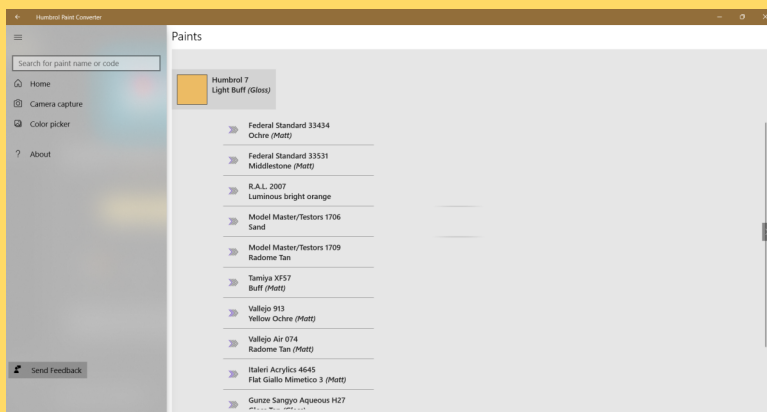 Humbrol Paint Converter
Search for paint name or code
Home
Camera capture
Color picker
? About
Send Feedback
Paints
Humbrol 7
Light Buff (Gloss)
Federal Standard 33434
Ochre (Matt)
Federal Standard 33531
Middlestone (Matt)
R.A.L. 2007
Luminous bright orange
Model Master/Testors 1706
Sand
Model Master/Testors 1709
Radome Tan
Tamiya XF57
Buff (Matt)
Vallejo 913
Yellow Ochre (Matt)
Vallejo Air 074
Radome Tan (Matt)
Italeri Acrylics 4645
Flat Giallo Mimetico 3 (Matt)
Gunze Sangyo Aqueous H27